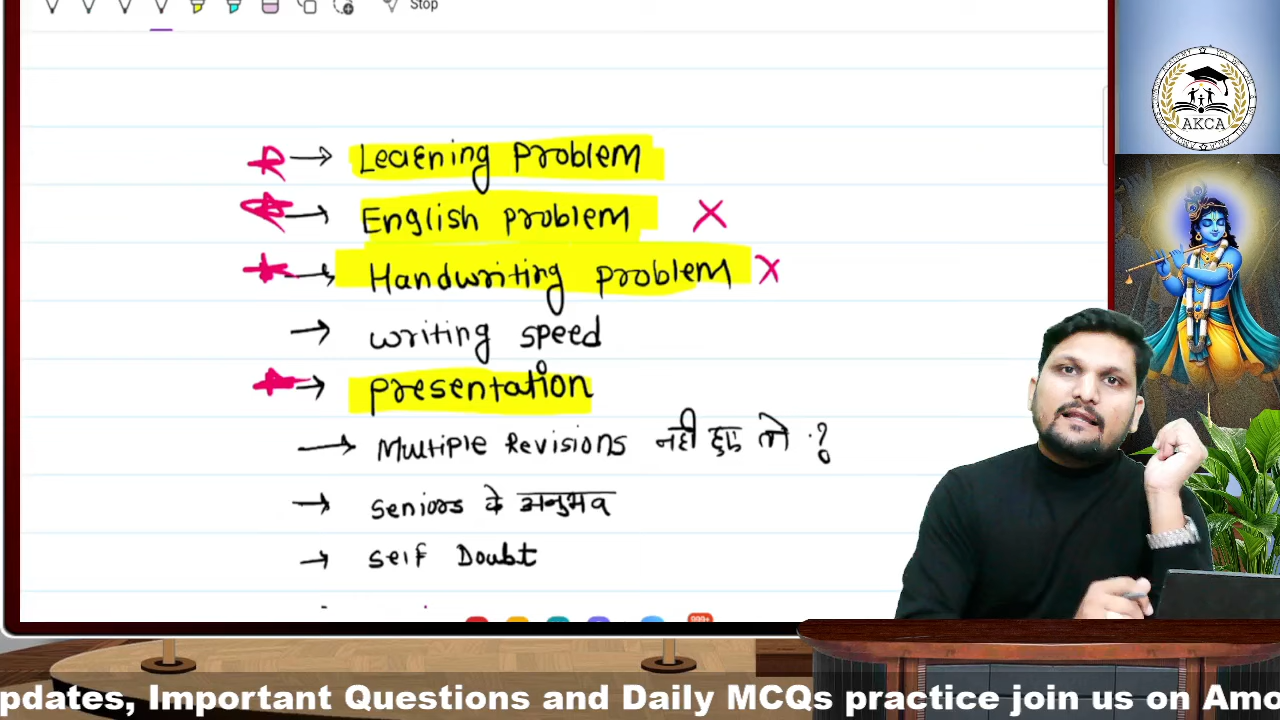 Stop
Learning problem
English problem X
Handwriting problem X
writing speed
presentation
Multiple Revisions नही हुए तो ?
seniors के अनुभव
self Doubt
999+
AKCA
pdates, Important Questions and Daily MCQs practice join us on Amo